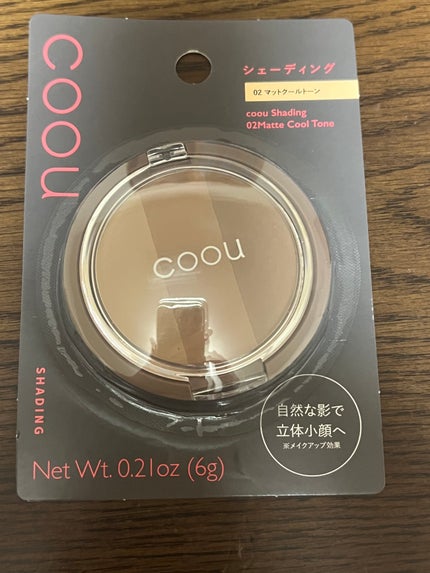 coou
シェーディング
02 マットクールトーン
coou Shading
02Matte Cool Tone
coou
SHADING
自然な影で
立体小顔へ
※メイクアップ効果
Net Wt. 0.21oz (6g)